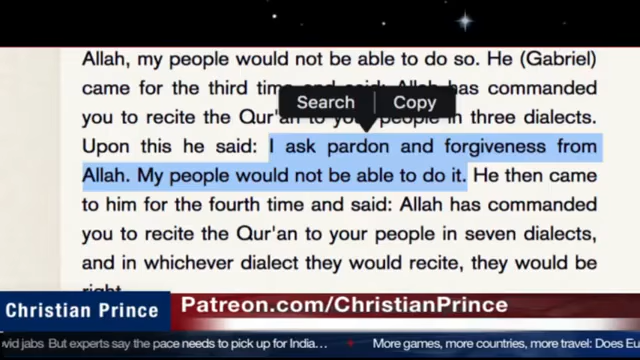 Allah, my people would not be able to do so. He (Gabriel)
came for the third time and said: Allah has commanded
Search Copy
you to recite the Qur'an to your people in three dialects.
Upon this he said: I ask pardon and forgiveness from
Allah. My people would not be able to do it. He then came
to him for the fourth time and said: Allah has commanded
you to recite the Qur'an to your people in seven dialects,
and in whichever dialect they would recite, they would be
right.
Christian Prince
Patreon.com/ChristianPrince
vid jabs But experts say the pace needs to pick up for India... + More games, more countries, more travel: Does Eu